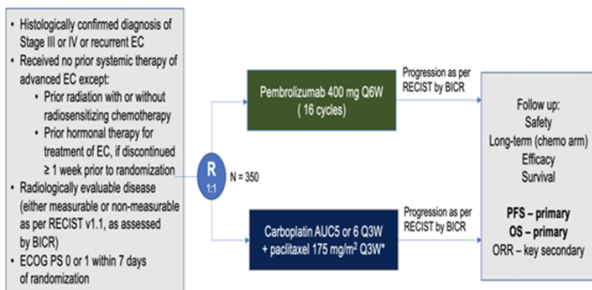 • Histologically confirmed diagnosis of
Stage III or IV or recurrent EC
• Received no prior systemic therapy of
advanced EC except:
• Prior radiation with or without
radiosensitizing chemotherapy
• Prior hormonal therapy for
treatment of EC, if discontinued
≥ 1 week prior to randomization
• Radiologically evaluable disease
(either measurable or non-measurable
as per RECIST v1.1, as assessed
by BICR)
• ECOG PS 0 or 1 within 7 days
of randomization
R
1:1
N = 350
Pembrolizumab 400 mg Q6W
( 16 cycles)
Progression as per
RECIST by BICR
Carboplatin AUC5 or 6 Q3W
+ paclitaxel 175 mg/m² Q3W*
Progression as per
RECIST by BICR
Follow up:
Safety
Long-term (chemo arm)
Efficacy
Survival
PFS – primary
OS – primary
ORR – key secondary